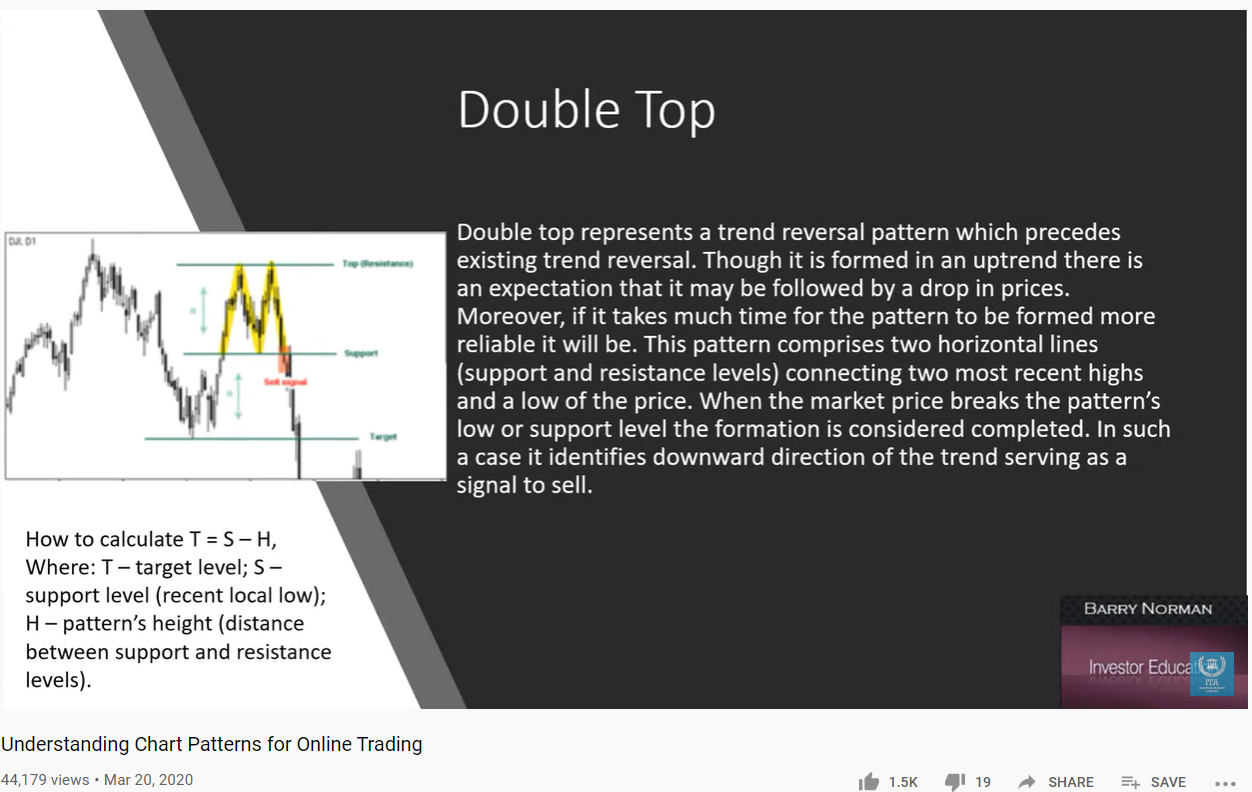 Double Top
DJI, D1
Top (Resistance)
Support
Sell signal
Target
Double top represents a trend reversal pattern which precedes
existing trend reversal. Though it is formed in an uptrend there is
an expectation that it may be followed by a drop in prices.
Moreover, if it takes much time for the pattern to be formed more
reliable it will be. This pattern comprises two horizontal lines
(support and resistance levels) connecting two most recent highs
and a low of the price. When the market price breaks the pattern’s
low or support level the formation is considered completed. In such
a case it identifies downward direction of the trend serving as a
signal to sell.
How to calculate T = S – H,
Where: T – target level; S –
support level (recent local low);
H – pattern’s height (distance
between support and resistance
levels).
BARRY NORMAN
Investor Educat
ITA
Understanding Chart Patterns for Online Trading
44,179 views • Mar 20, 2020
1.5K 19 SHARE SAVE